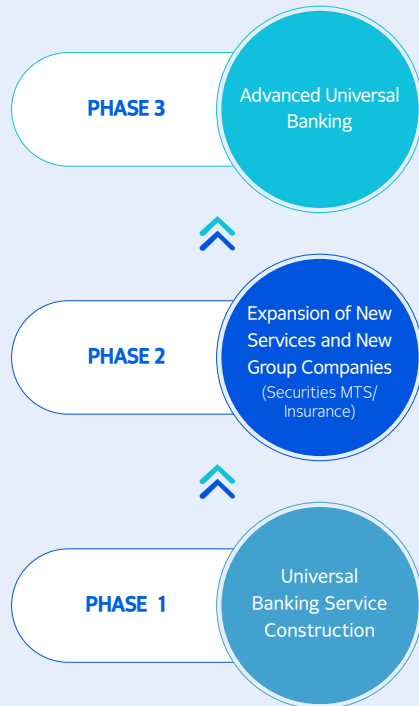 PHASE 3
Advanced Universal
Banking
PHASE 2
Expansion of New
Services and New
Group Companies
(Securities MTS/
Insurance)
PHASE 1
Universal
Banking Service
Construction